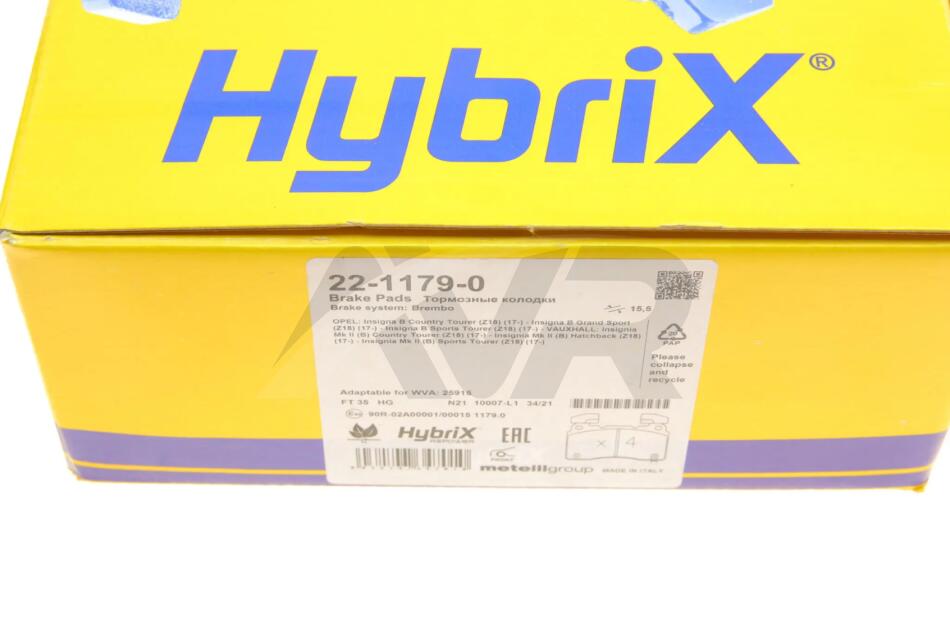 HybriX®
22-1179-0
Brake Pads Тормозные колодки
Brake system: Brembo
15,5
OPEL: Insignia B Country Tourer (Z18) (17-) - Insignia B Grand Sport
(Z18) (17-) - Insignia B Sports Tourer (Z18) (17-) - VAUXHALL: Insignia
Mk II (B) Country Tourer (Z18) (17-) - Insignia Mk II (B) Hatchback (Z18)
(17-) - Insignia Mk II (B) Sports Tourer (Z18) (17-)
20
PAP
Please
collapse
and
recycle
Adaptable for WVA: 25915
FT 35 HG N21 10007-L1 34/21
90R-02A00001/00015 1179.0
HybriX
EAC
x 4
FRONT
metelligroup
MADE IN ITALY
AVR